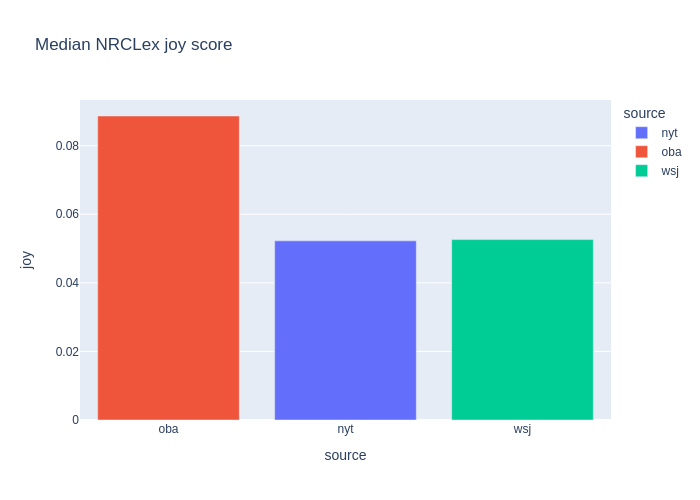 Median NRCLex joy score
source
nyt
oba
wsj
joy
0.08
0.06
0.04
0.02
0
oba nyt wsj
source